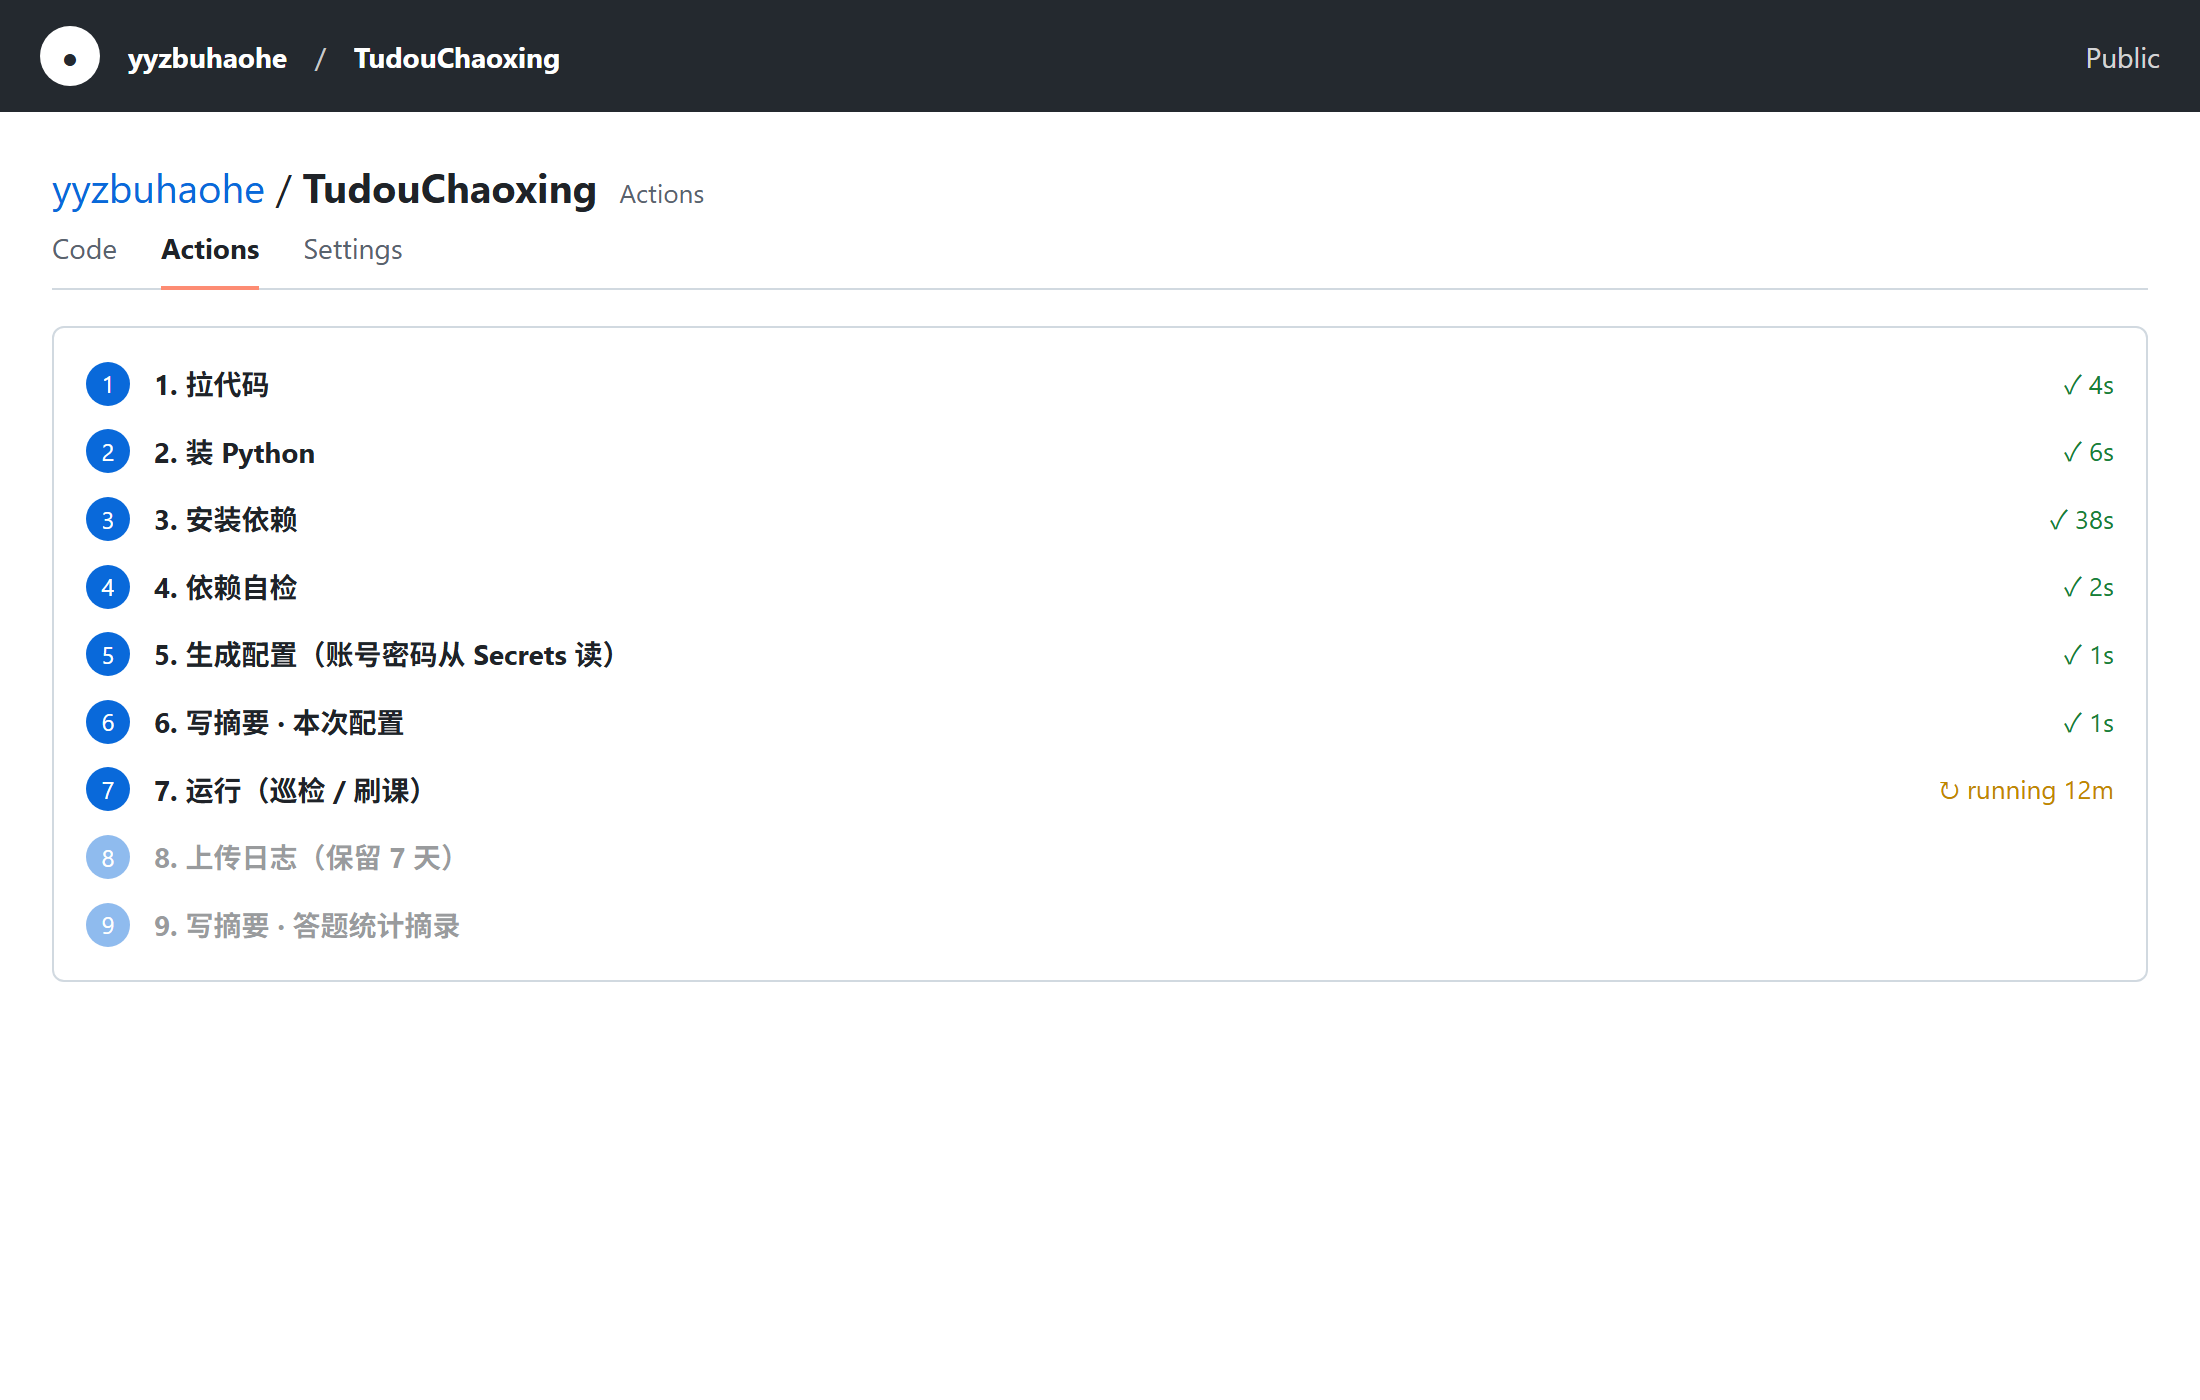 yyzbuhaohe / TudouChaoxing Public
yyzbuhaohe / TudouChaoxing Actions
Code Actions Settings
1 1. 拉代码 ✓ 4s
2 2. 装 Python ✓ 6s
3 3. 安装依赖 ✓ 38s
4 4. 依赖自检 ✓ 2s
5 5. 生成配置（账号密码从 Secrets 读） ✓ 1s
6 6. 写摘要 · 本次配置 ✓ 1s
7 7. 运行（巡检 / 刷课） ↻ running 12m
8 8. 上传日志（保留 7 天）
9 9. 写摘要 · 答题统计摘录